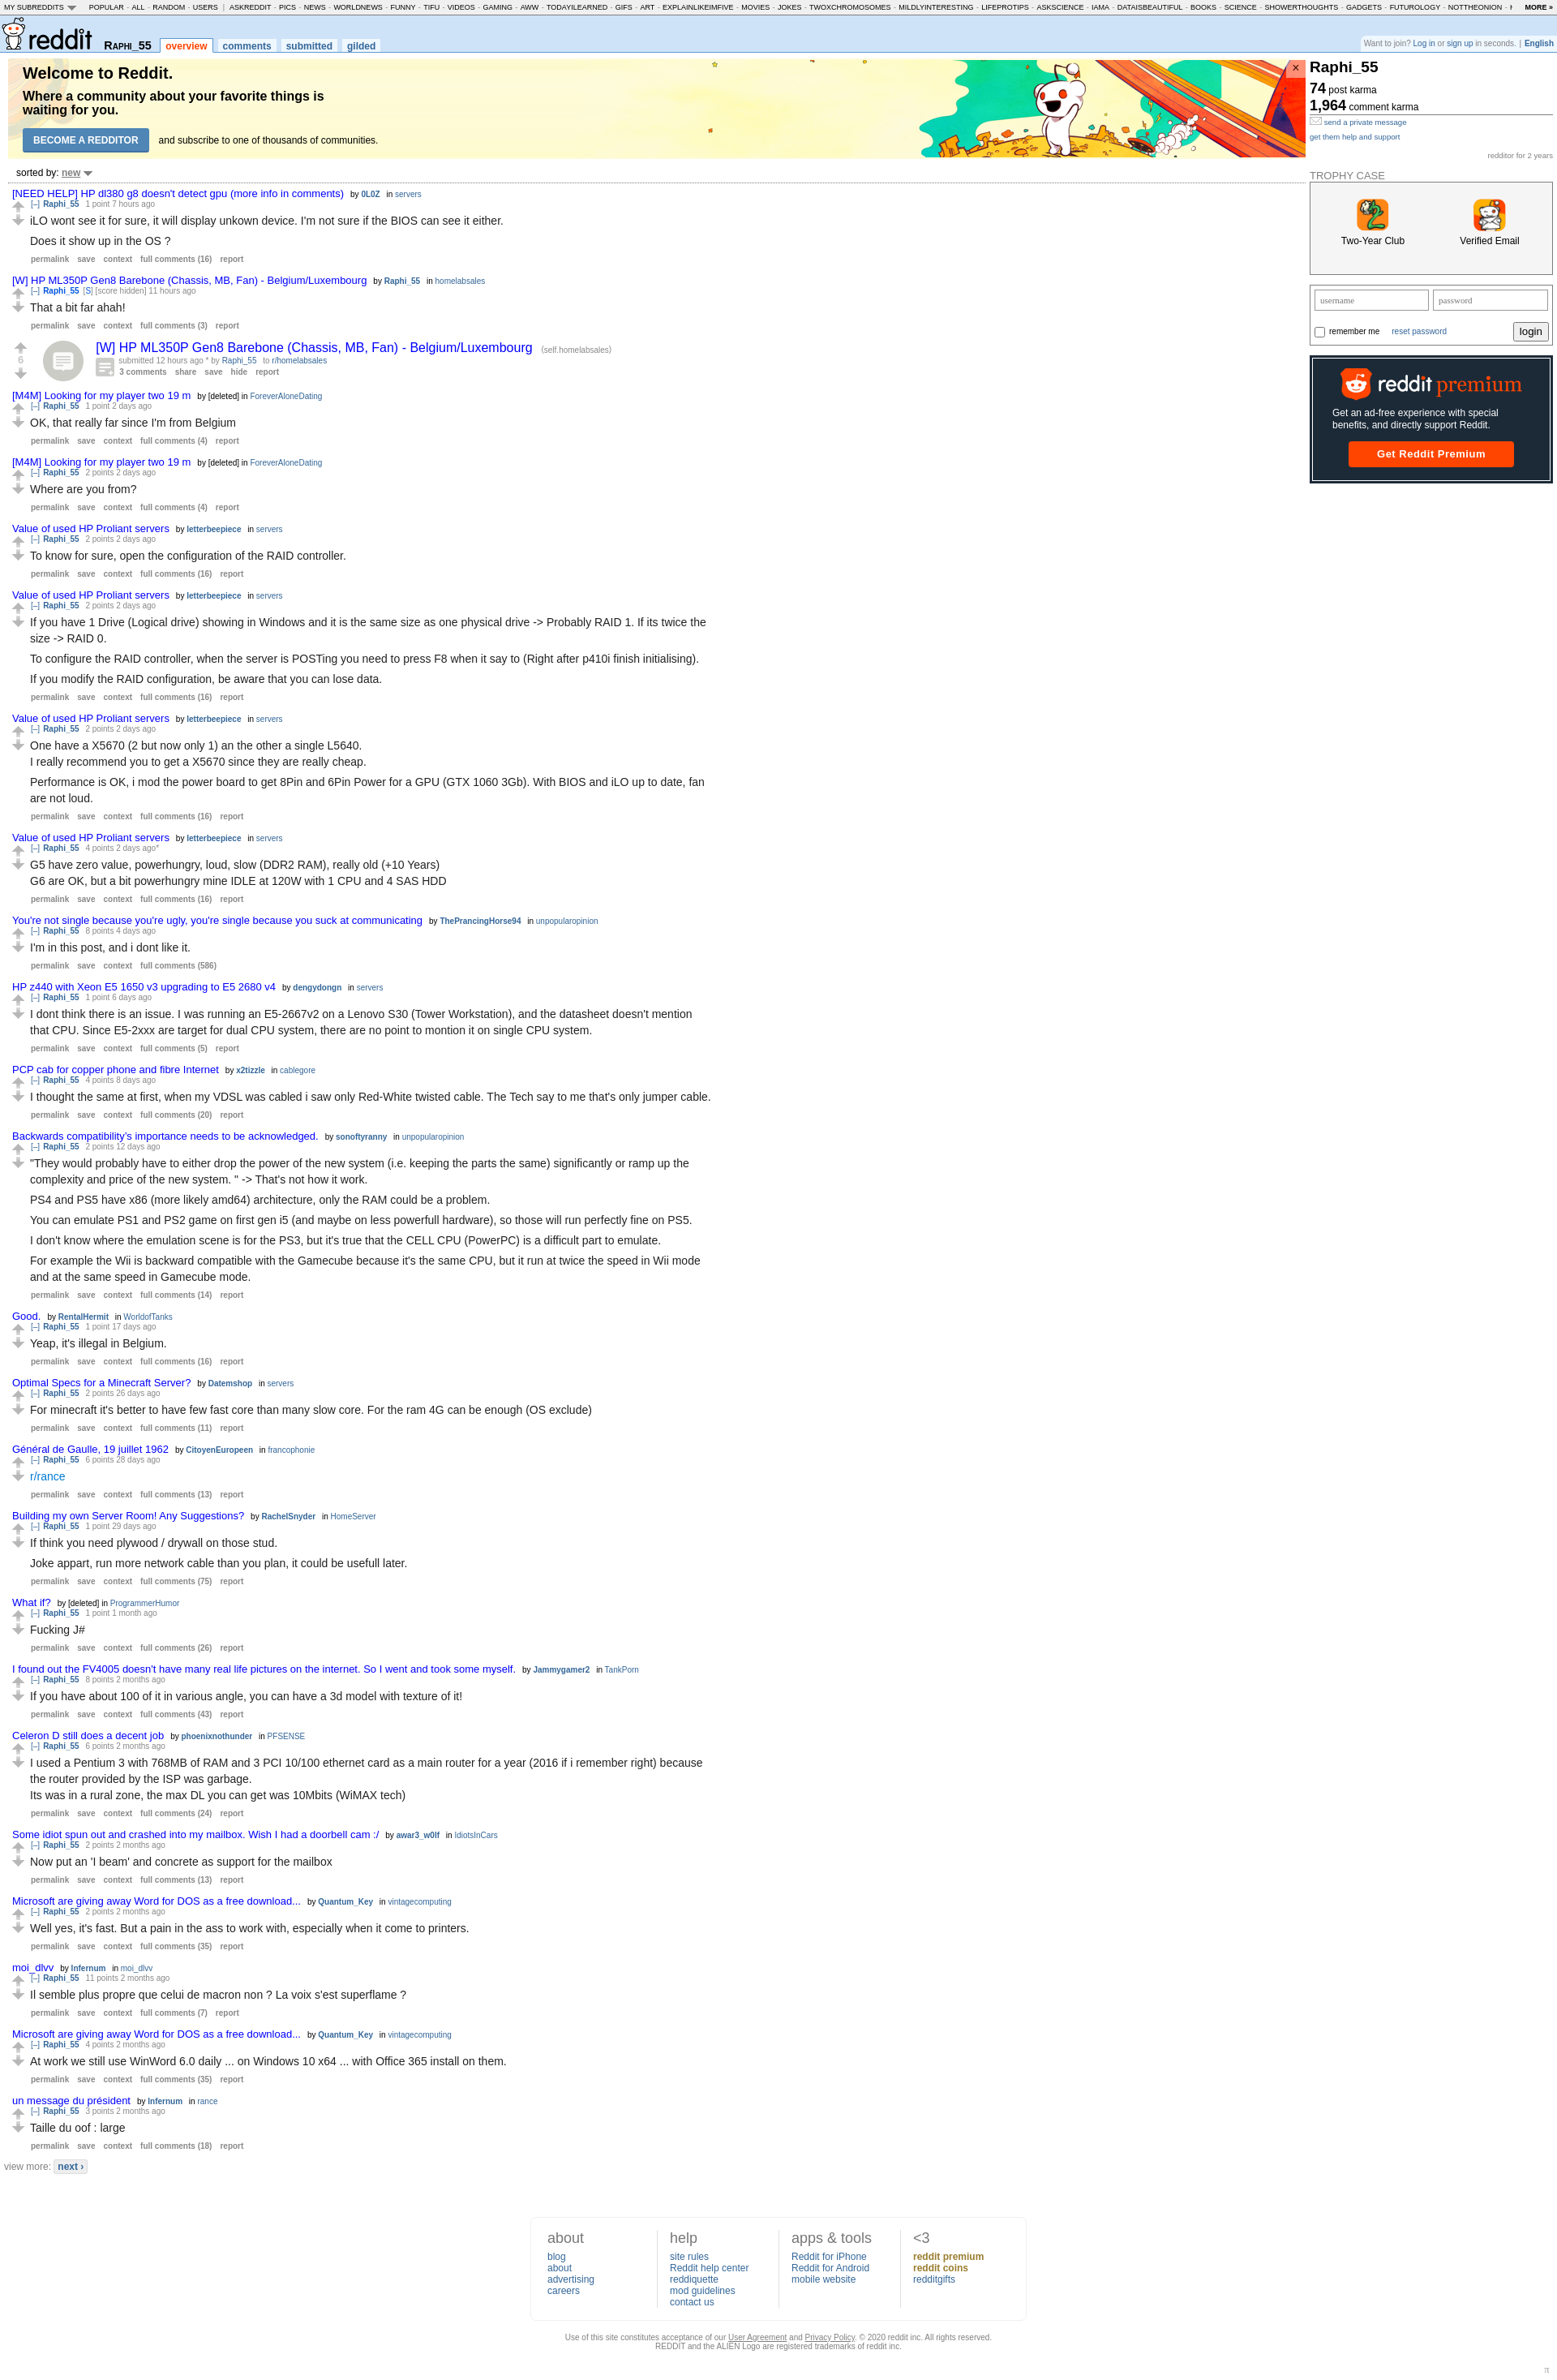 MY SUBREDDITS POPULAR - ALL - RANDOM - USERS | ASKREDDIT - PICS - NEWS - WORLDNEWS - FUNNY - TIFU - VIDEOS - GAMING - AWW - TODAYILEARNED - GIFS - ART - EXPLAINLIKEIMFIVE - MOVIES - JOKES - TWOXCHROMOSOMES - MILDLYINTERESTING - LIFEPROTIPS - ASKSCIENCE - IAMA - DATAISBEAUTIFUL - BOOKS - SCIENCE - SHOWERTHOUGHTS - GADGETS - FUTUROLOGY - NOTTHEONION - MORE »
reddit RAPHI_55 overview comments submitted gilded
Want to join? Log in or sign up in seconds. | English
Welcome to Reddit.
Where a community about your favorite things is
waiting for you.
BECOME A REDDITOR and subscribe to one of thousands of communities.
×
sorted by: new
[NEED HELP] HP dl380 g8 doesn't detect gpu (more info in comments) by 0L0Z in servers
[–] Raphi_55 1 point 7 hours ago
iLO wont see it for sure, it will display unkown device. I'm not sure if the BIOS can see it either.
Does it show up in the OS ?
permalink save context full comments (16) report
[W] HP ML350P Gen8 Barebone (Chassis, MB, Fan) - Belgium/Luxembourg by Raphi_55 in homelabsales
[–] Raphi_55 [S] [score hidden] 11 hours ago
That a bit far ahah!
permalink save context full comments (3) report
6
[W] HP ML350P Gen8 Barebone (Chassis, MB, Fan) - Belgium/Luxembourg (self.homelabsales)
submitted 12 hours ago * by Raphi_55 to r/homelabsales
3 comments share save hide report
[M4M] Looking for my player two 19 m by [deleted] in ForeverAloneDating
[–] Raphi_55 1 point 2 days ago
OK, that really far since I'm from Belgium
permalink save context full comments (4) report
[M4M] Looking for my player two 19 m by [deleted] in ForeverAloneDating
[–] Raphi_55 2 points 2 days ago
Where are you from?
permalink save context full comments (4) report
Value of used HP Proliant servers by letterbeepiece in servers
[–] Raphi_55 2 points 2 days ago
To know for sure, open the configuration of the RAID controller.
permalink save context full comments (16) report
Value of used HP Proliant servers by letterbeepiece in servers
[–] Raphi_55 2 points 2 days ago
If you have 1 Drive (Logical drive) showing in Windows and it is the same size as one physical drive -> Probably RAID 1. If its twice the
size -> RAID 0.
To configure the RAID controller, when the server is POSTing you need to press F8 when it say to (Right after p410i finish initialising).
If you modify the RAID configuration, be aware that you can lose data.
permalink save context full comments (16) report
Value of used HP Proliant servers by letterbeepiece in servers
[–] Raphi_55 2 points 2 days ago
One have a X5670 (2 but now only 1) an the other a single L5640.
I really recommend you to get a X5670 since they are really cheap.
Performance is OK, i mod the power board to get 8Pin and 6Pin Power for a GPU (GTX 1060 3Gb). With BIOS and iLO up to date, fan
are not loud.
permalink save context full comments (16) report
Value of used HP Proliant servers by letterbeepiece in servers
[–] Raphi_55 4 points 2 days ago*
G5 have zero value, powerhungry, loud, slow (DDR2 RAM), really old (+10 Years)
G6 are OK, but a bit powerhungry mine IDLE at 120W with 1 CPU and 4 SAS HDD
permalink save context full comments (16) report
You're not single because you're ugly, you're single because you suck at communicating by ThePrancingHorse94 in unpopularopinion
[–] Raphi_55 8 points 4 days ago
I'm in this post, and i dont like it.
permalink save context full comments (586)
HP z440 with Xeon E5 1650 v3 upgrading to E5 2680 v4 by dengydongn in servers
[–] Raphi_55 1 point 6 days ago
I dont think there is an issue. I was running an E5-2667v2 on a Lenovo S30 (Tower Workstation), and the datasheet doesn't mention
that CPU. Since E5-2xxx are target for dual CPU system, there are no point to montion it on single CPU system.
permalink save context full comments (5) report
PCP cab for copper phone and fibre Internet by x2tizzle in cablegore
[–] Raphi_55 4 points 8 days ago
I thought the same at first, when my VDSL was cabled i saw only Red-White twisted cable. The Tech say to me that's only jumper cable.
permalink save context full comments (20) report
Backwards compatibility's importance needs to be acknowledged. by sonoftyranny in unpopularopinion
[–] Raphi_55 2 points 12 days ago
"They would probably have to either drop the power of the new system (i.e. keeping the parts the same) significantly or ramp up the
complexity and price of the new system. " -> That's not how it work.
PS4 and PS5 have x86 (more likely amd64) architecture, only the RAM could be a problem.
You can emulate PS1 and PS2 game on first gen i5 (and maybe on less powerfull hardware), so those will run perfectly fine on PS5.
I don't know where the emulation scene is for the PS3, but it's true that the CELL CPU (PowerPC) is a difficult part to emulate.
For example the Wii is backward compatible with the Gamecube because it's the same CPU, but it run at twice the speed in Wii mode
and at the same speed in Gamecube mode.
permalink save context full comments (14) report
Good. by RentalHermit in WorldofTanks
[–] Raphi_55 1 point 17 days ago
Yeap, it's illegal in Belgium.
permalink save context full comments (16) report
Optimal Specs for a Minecraft Server? by Datemshop in servers
[–] Raphi_55 2 points 26 days ago
For minecraft it's better to have few fast core than many slow core. For the ram 4G can be enough (OS exclude)
permalink save context full comments (11) report
Général de Gaulle, 19 juillet 1962 by CitoyenEuropeen in francophonie
[–] Raphi_55 6 points 28 days ago
r/rance
permalink save context full comments (13) report
Building my own Server Room! Any Suggestions? by RachelSnyder in HomeServer
[–] Raphi_55 1 point 29 days ago
If think you need plywood / drywall on those stud.
Joke appart, run more network cable than you plan, it could be usefull later.
permalink save context full comments (75) report
What if? by [deleted] in ProgrammerHumor
[–] Raphi_55 1 point 1 month ago
Fucking J#
permalink save context full comments (26) report
I found out the FV4005 doesn't have many real life pictures on the internet. So I went and took some myself. by Jammygamer2 in TankPorn
[–] Raphi_55 8 points 2 months ago
If you have about 100 of it in various angle, you can have a 3d model with texture of it!
permalink save context full comments (43) report
Celeron D still does a decent job by phoenixnothunder in PFSENSE
[–] Raphi_55 6 points 2 months ago
I used a Pentium 3 with 768MB of RAM and 3 PCI 10/100 ethernet card as a main router for a year (2016 if i remember right) because
the router provided by the ISP was garbage.
Its was in a rural zone, the max DL you can get was 10Mbits (WiMAX tech)
permalink save context full comments (24) report
Some idiot spun out and crashed into my mailbox. Wish I had a doorbell cam :/ by awar3_w0lf in IdiotsInCars
[–] Raphi_55 2 points 2 months ago
Now put an 'I beam' and concrete as support for the mailbox
permalink save context full comments (13) report
Microsoft are giving away Word for DOS as a free download... by Quantum_Key in vintagecomputing
[–] Raphi_55 2 points 2 months ago
Well yes, it's fast. But a pain in the ass to work with, especially when it come to printers.
permalink save context full comments (35) report
moi_dlvv by Infernum in moi_dlvv
[–] Raphi_55 11 points 2 months ago
Il semble plus propre que celui de macron non ? La voix s'est superflame ?
permalink save context full comments (7) report
Microsoft are giving away Word for DOS as a free download... by Quantum_Key in vintagecomputing
[–] Raphi_55 4 points 2 months ago
At work we still use WinWord 6.0 daily ... on Windows 10 x64 ... with Office 365 install on them.
permalink save context full comments (35) report
un message du président by Infernum in rance
[–] Raphi_55 3 points 2 months ago
Taille du oof : large
permalink save context full comments (18) report
view more: next ›
Raphi_55
74 post karma
1,964 comment karma
send a private message
get them help and support
redditor for 2 years
TROPHY CASE
Two-Year Club Verified Email
username password
remember me reset password login
reddit premium
Get an ad-free experience with special
benefits, and directly support Reddit.
Get Reddit Premium
about
blog
about
advertising
careers
help
site rules
Reddit help center
reddiquette
mod guidelines
contact us
apps & tools
Reddit for iPhone
Reddit for Android
mobile website
<3
reddit premium
reddit coins
redditgifts
Use of this site constitutes acceptance of our User Agreement and Privacy Policy. © 2020 reddit inc. All rights reserved.
REDDIT and the ALIEN Logo are registered trademarks of reddit inc.
π